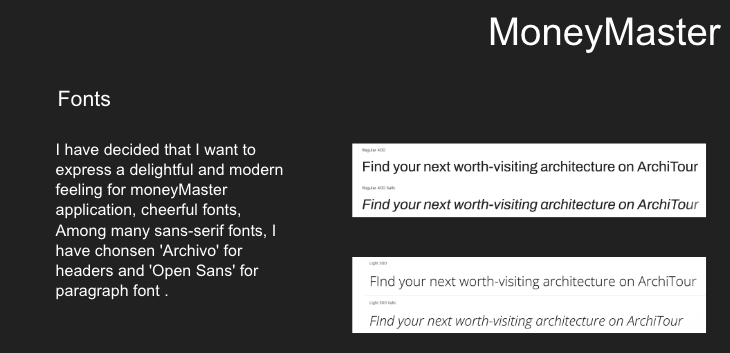 MoneyMaster
Fonts
I have decided that I want to
express a delightful and modern
feeling for moneyMaster
application, cheerful fonts,
Among many sans-serif fonts, I
have chonsen 'Archivo' for
headers and 'Open Sans' for
paragraph font .
Regular 400
Find your next worth-visiting architecture on ArchiTour
Regular 400 Italic
Find your next worth-visiting architecture on ArchiTour
Light 300
FInd your next worth-visiting architecture on ArchiTour
Light 300 Italic
FInd your next worth-visiting architecture on ArchiTour